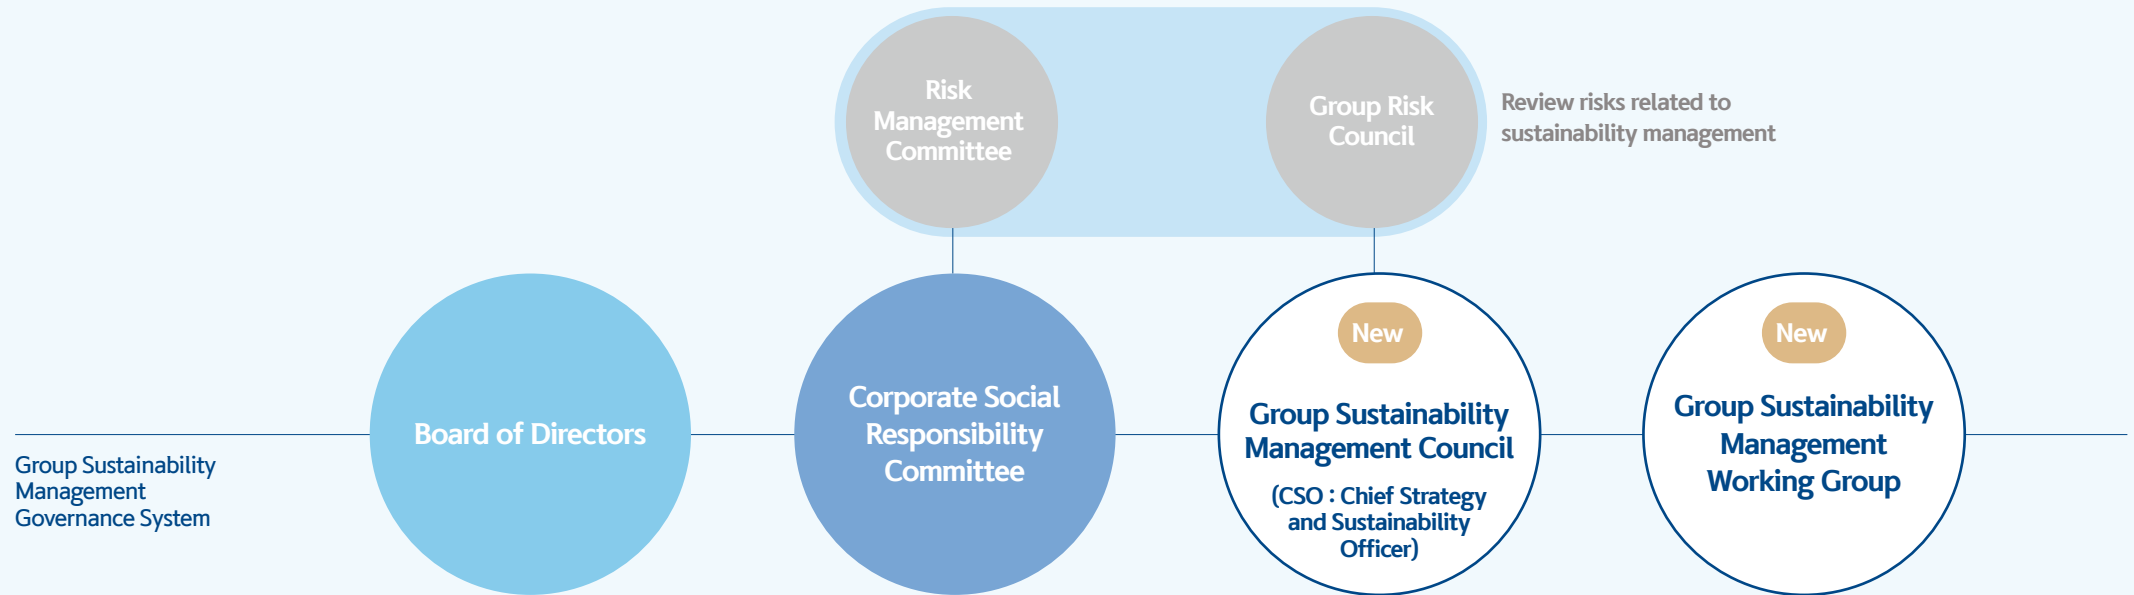 Risk
Management
Committee
Group Risk
Council
Review risks related to
sustainability management
Group Sustainability
Management
Governance System
Board of Directors
Corporate Social
Responsibility
Committee
New
Group Sustainability
Management Council
(CSO : Chief Strategy
and Sustainability
Officer)
New
Group Sustainability
Management
Working Group